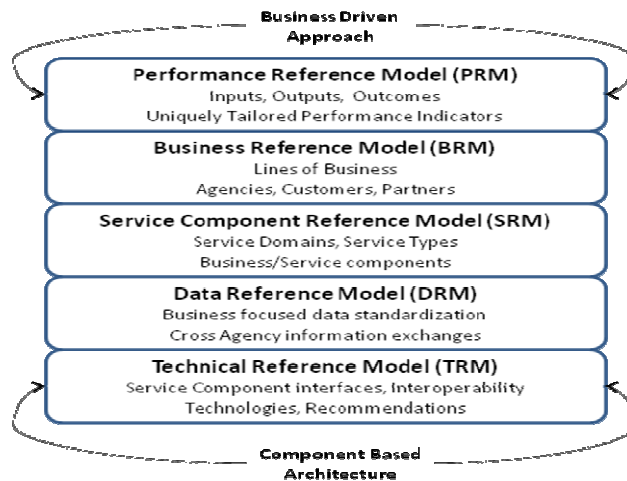 Business Driven
Approach
Performance Reference Model (PRM)
Inputs, Outputs, Outcomes
Uniquely Tailored Performance Indicators
Business Reference Model (BRM)
Lines of Business
Agencies, Customers, Partners
Service Component Reference Model (SRM)
Service Domains, Service Types
Business/Service components
Data Reference Model (DRM)
Business focused data standardization
Cross Agency information exchanges
Technical Reference Model (TRM)
Service Component interfaces, Interoperability
Technologies, Recommendations
Component Based
Architecture